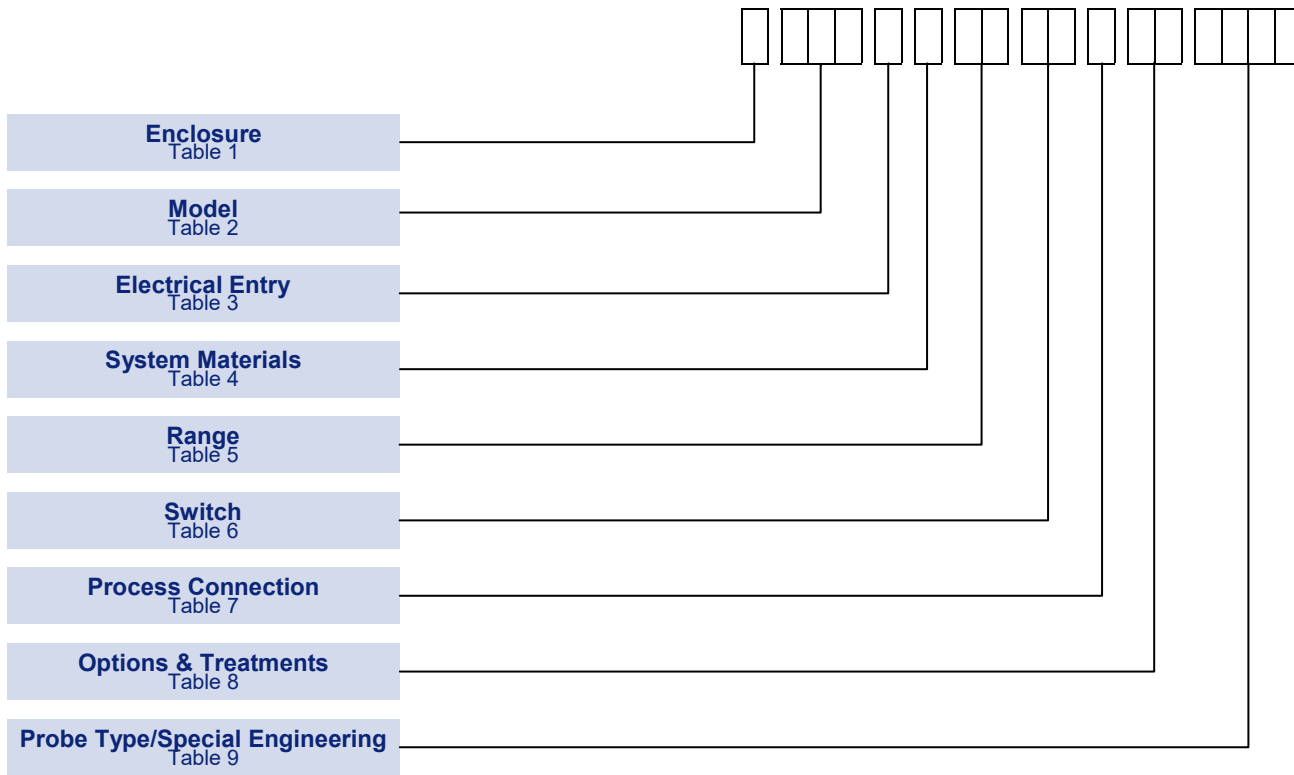 Enclosure
Table 1
Model
Table 2
Electrical Entry
Table 3
System Materials
Table 4
Range
Table 5
Switch
Table 6
Process Connection
Table 7
Options & Treatments
Table 8
Probe Type/Special Engineering
Table 9